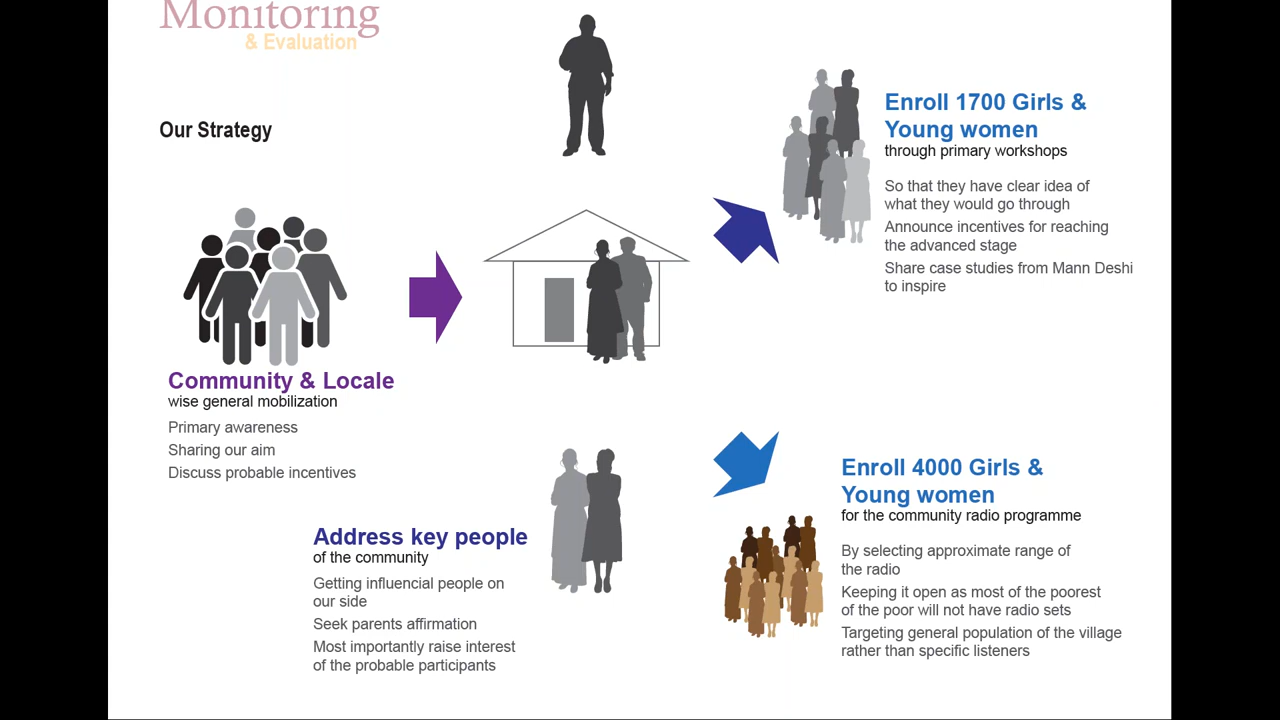 Monitoring
& Evaluation
Our Strategy
Community & Locale
wise general mobilization
Primary awareness
Sharing our aim
Discuss probable incentives
Address key people
of the community
Getting influencial people on
our side
Seek parents affirmation
Most importantly raise interest
of the probable participants
Enroll 1700 Girls &
Young women
through primary workshops
So that they have clear idea of
what they would go through
Announce incentives for reaching
the advanced stage
Share case studies from Mann Deshi
to inspire
Enroll 4000 Girls &
Young women
for the community radio programme
By selecting approximate range of
the radio
Keeping it open as most of the poorest
of the poor will not have radio sets
Targeting general population of the village
rather than specific listeners